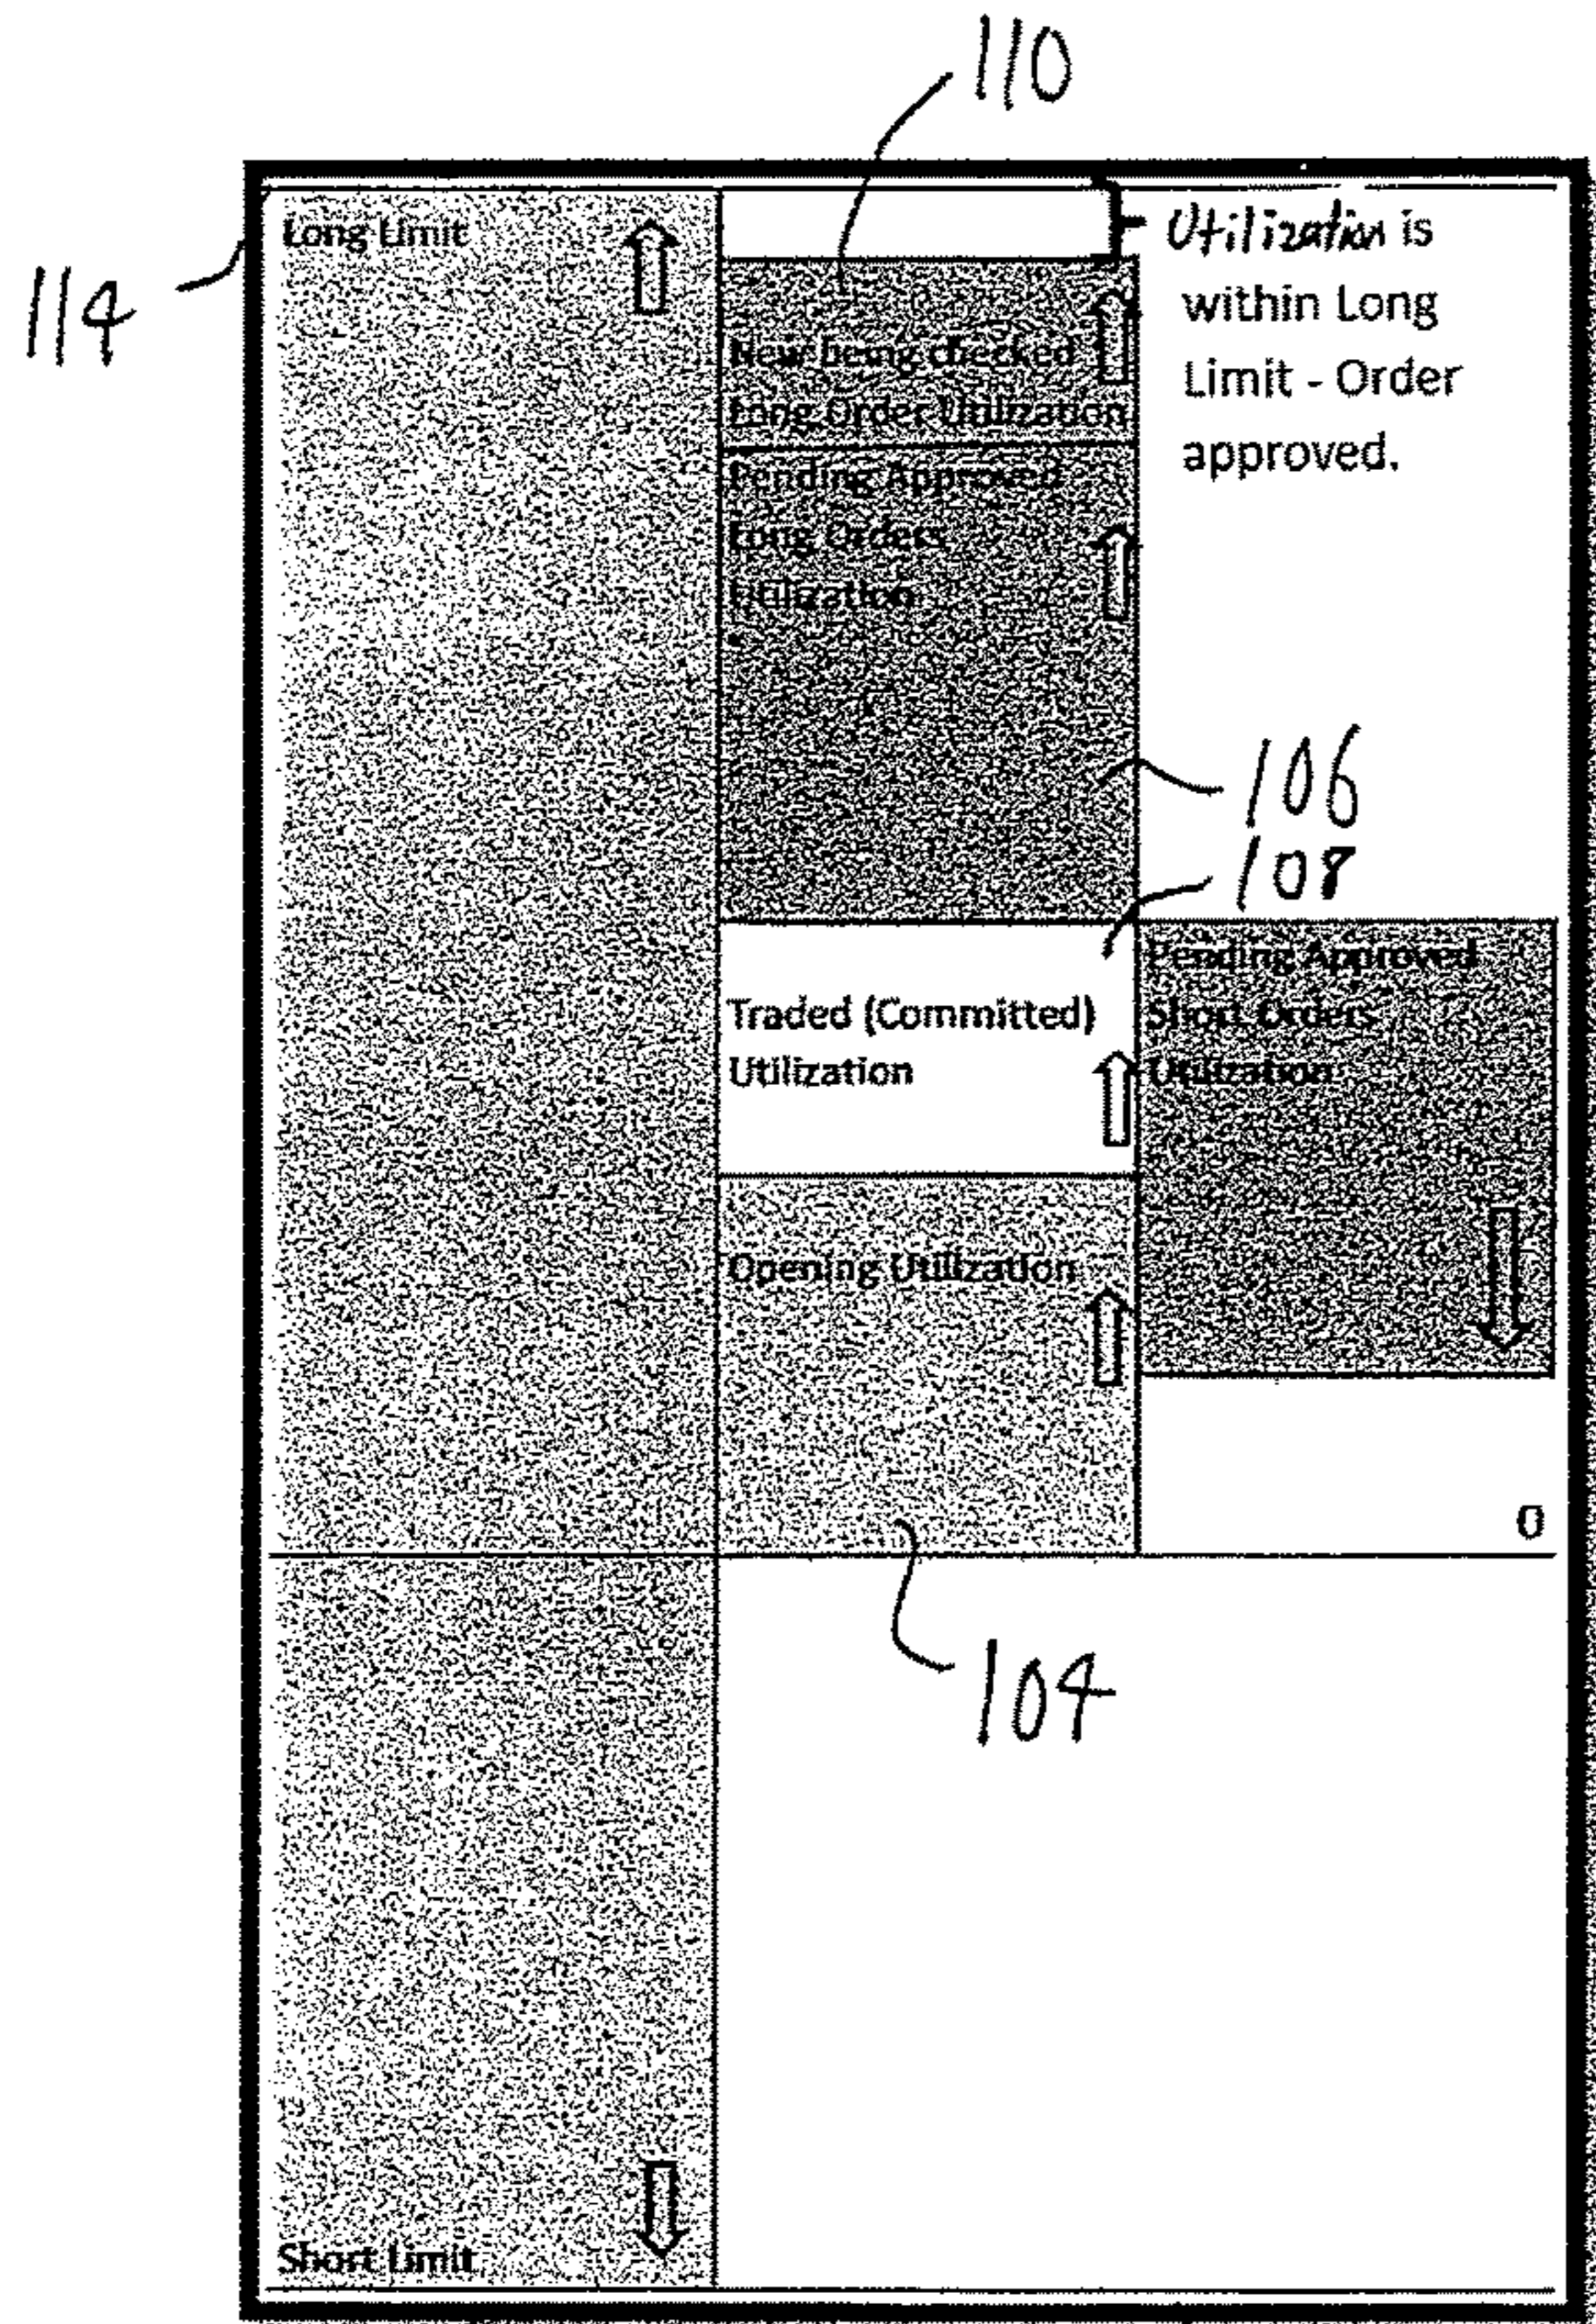 110
114
Long Limit
Utilization is
within Long
Limit - Order
approved.
New being checked
Long Order Utilization
Pending Approved
Long Orders
Utilization
106
108
Traded (Committed)
Utilization
Pending Approved
Short Orders
Utilization
Opening Utilization
0
104
Short Limit